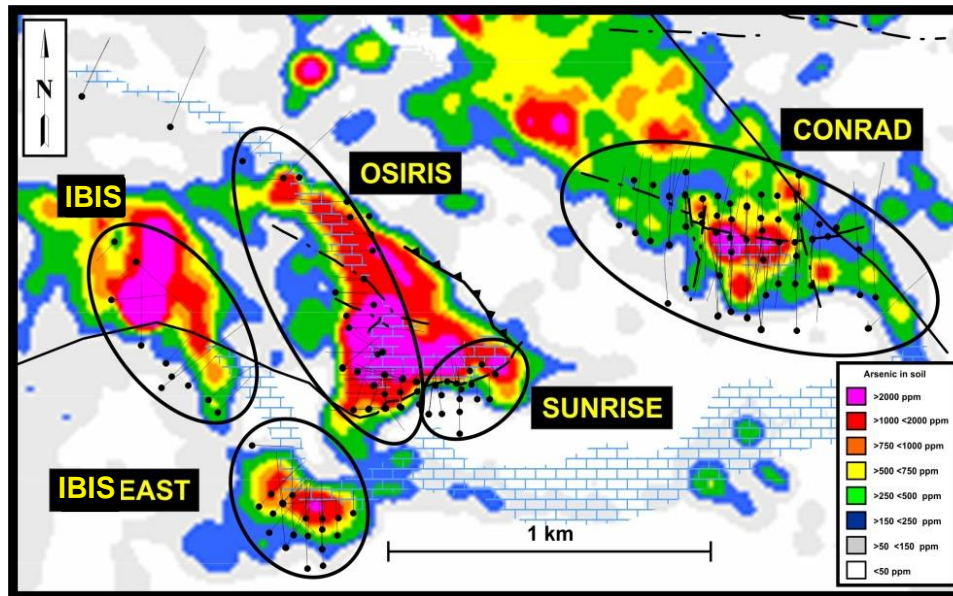 N
CONRAD
OSIRIS
IBIS
SUNRISE
IBIS EAST
1 km
Arsenic in soil
>2000 ppm
>1000 <2000 ppm
>750 <1000 ppm
>500 <750 ppm
>250 <500 ppm
>150 <250 ppm
>50 <150 ppm
<50 ppm